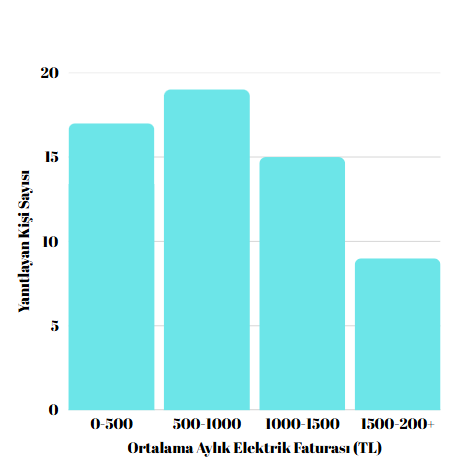 20
15
10
5
0
Yanıtlayan Kişi Sayısı
0-500 500-1000 1000-1500 1500-200+
Ortalama Aylık Elektrik Faturası (TL)